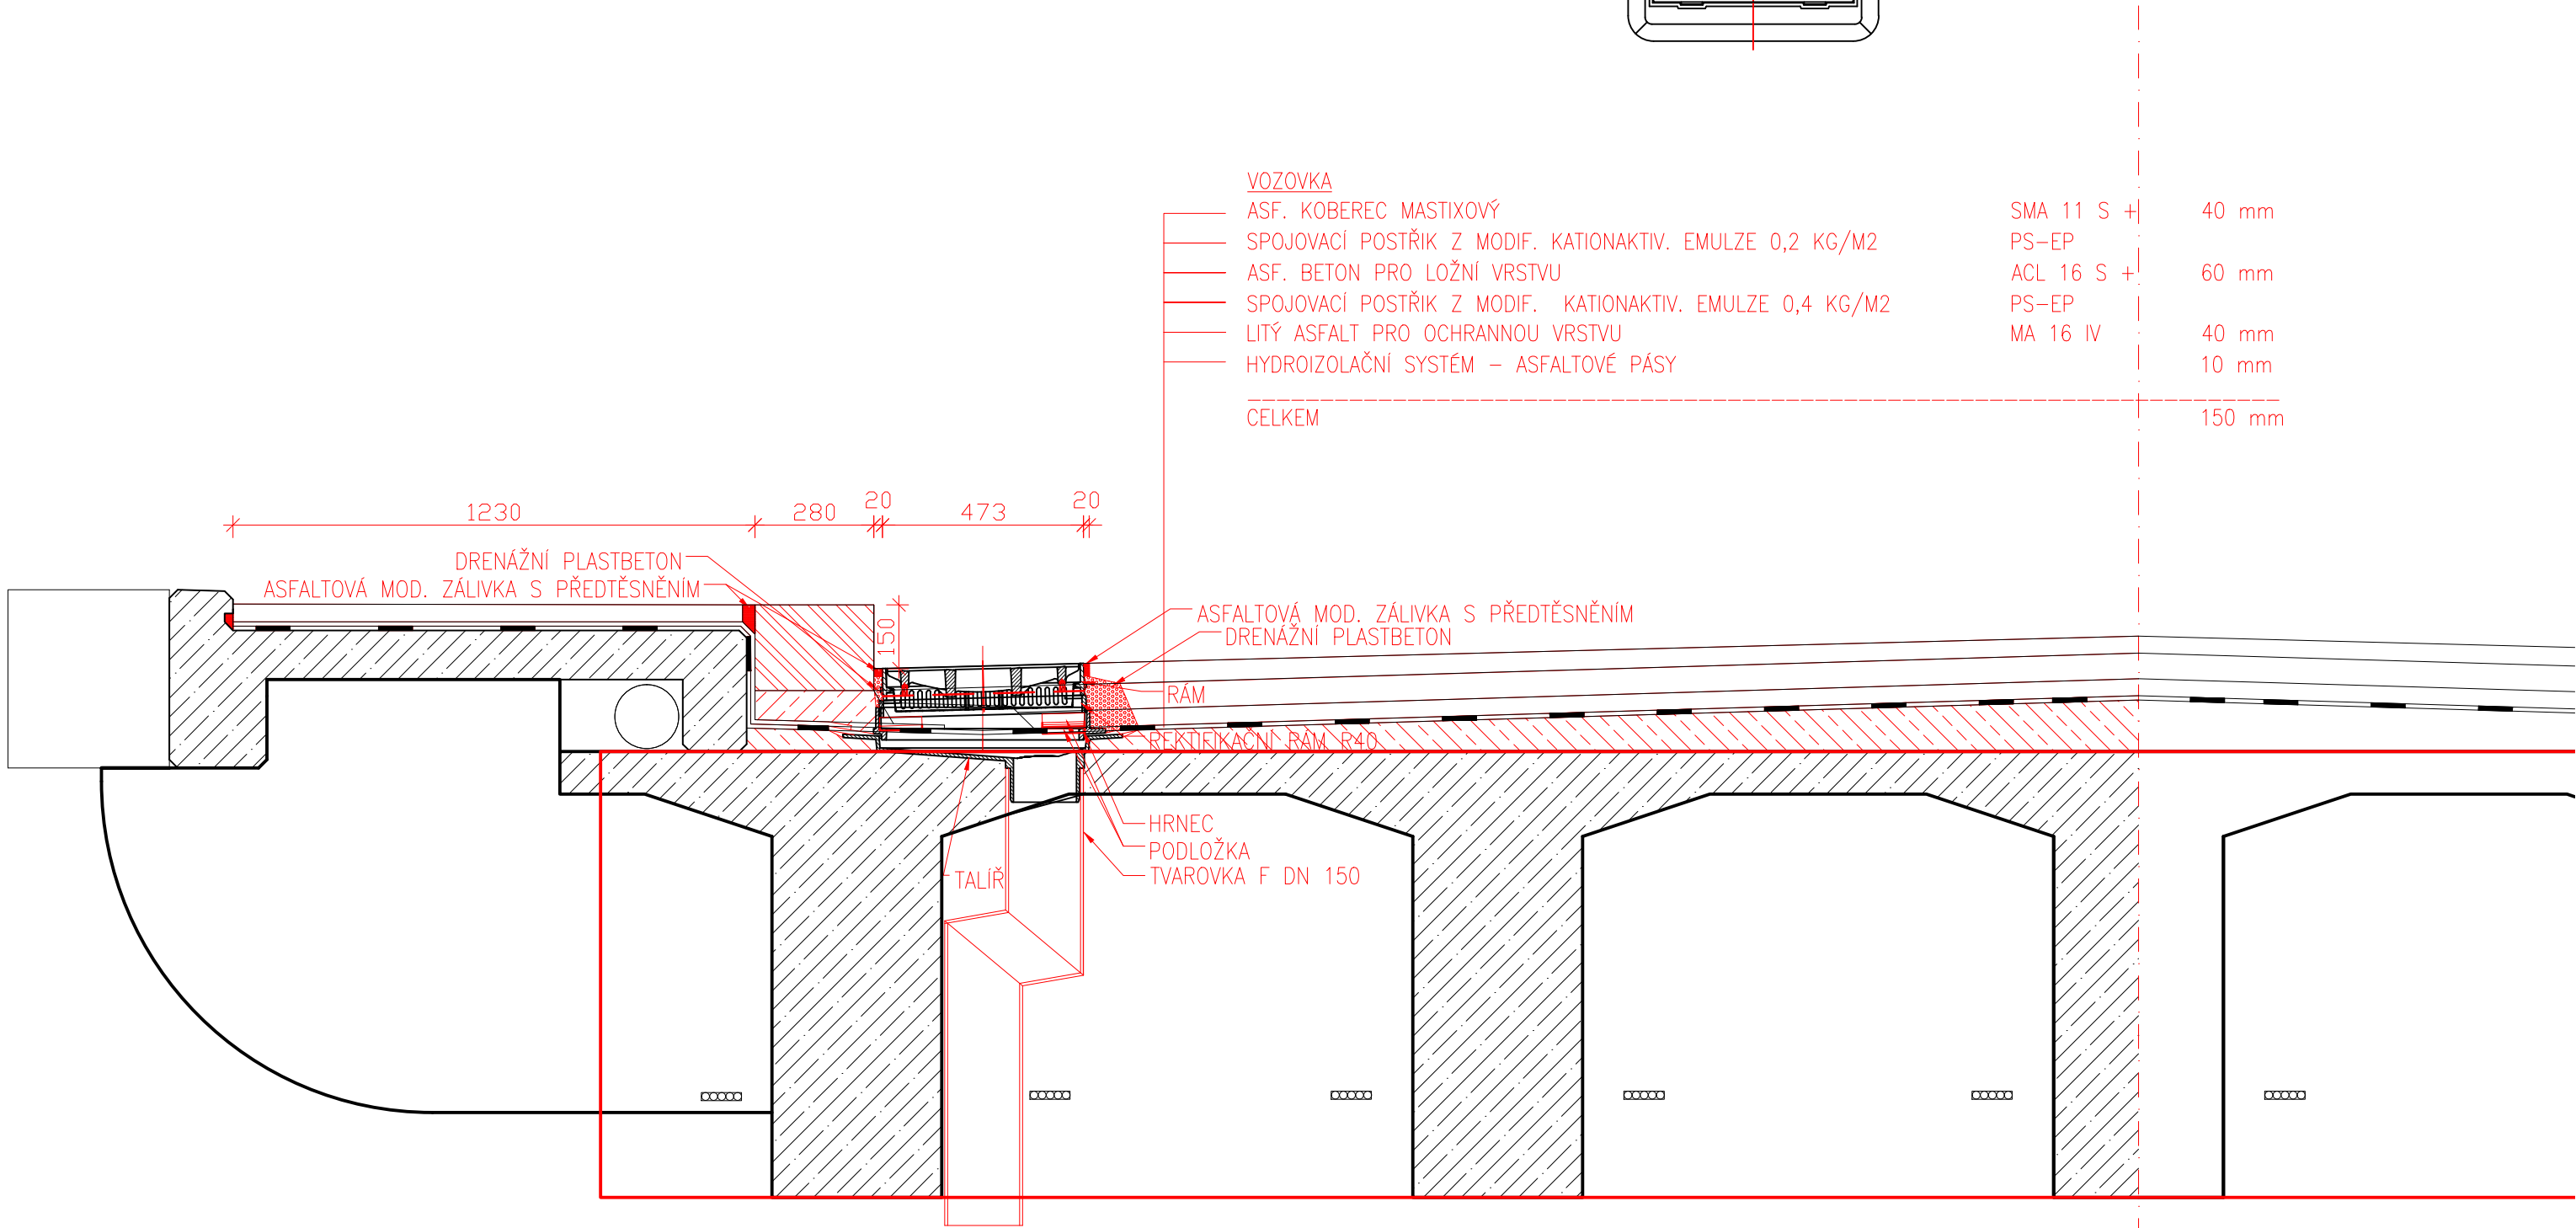 VOZOVKA
ASF. KOBEREC MASTIXOVÝ SMA 11 S + 40 mm
SPOJOVACÍ POSTŘIK Z MODIF. KATIONAKTIV. EMULZE 0,2 KG/M2 PS-EP
ASF. BETON PRO LOŽNÍ VRSTVU ACL 16 S + 60 mm
SPOJOVACÍ POSTŘIK Z MODIF. KATIONAKTIV. EMULZE 0,4 KG/M2 PS-EP
LITÝ ASFALT PRO OCHRANNOU VRSTVU MA 16 IV 40 mm
HYDROIZOLAČNÍ SYSTÉM – ASFALTOVÉ PÁSY 10 mm
CELKEM 150 mm
1230 280 20 473 20
DRENÁŽNÍ PLASTBETON
ASFALTOVÁ MOD. ZÁLIVKA S PŘEDTĚSNĚNÍM
150
ASFALTOVÁ MOD. ZÁLIVKA S PŘEDTĚSNĚNÍM
DRENÁŽNÍ PLASTBETON
RÁM
REKTIFIKAČNÍ RÁM R40
HRNEC
PODLOŽKA
TVAROVKA F DN 150
TALÍŘ